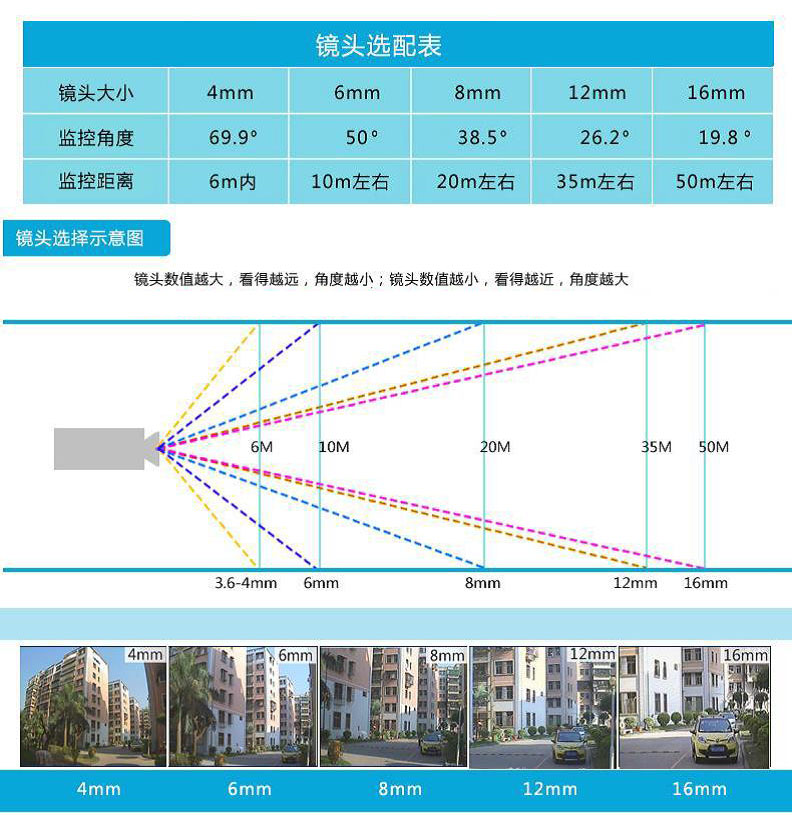 镜头选配表
镜头大小 4mm 6mm 8mm 12mm 16mm
监控角度 69.9° 50° 38.5° 26.2° 19.8°
监控距离 6m内 10m左右 20m左右 35m左右 50m左右
镜头选择示意图
镜头数值越大，看得越远，角度越小；镜头数值越小，看得越近，角度越大
6M 10M 20M 35M 50M
3.6-4mm 6mm 8mm 12mm 16mm
4mm 6mm 8mm 12mm 16mm
4mm 6mm 8mm 12mm 16mm